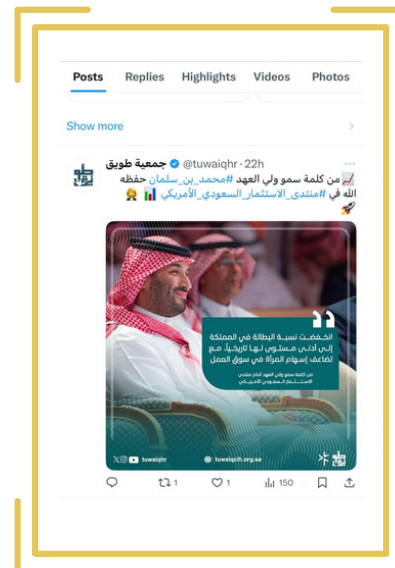 Posts Replies Highlights Videos Photos
Show more
جمعية طويق @tuwaiqhr · 22h
من كلمة سمو ولي العهد #محمد_بن_سلمان حفظه
الله في #منتدى_الاستثمار_السعودي_الأمريكي
انخفضت نسبة البطالة في المملكة
إلى أدنى مستوى لها تاريخياً، مع
تضاعف إسهام المرأة في سوق العمل
من كلمة سمو ولي العهد أمام منتدى
الاستثمار السعودي الأمريكي
tuwaiqhr tuwaiqih.org.sa
1 1 150